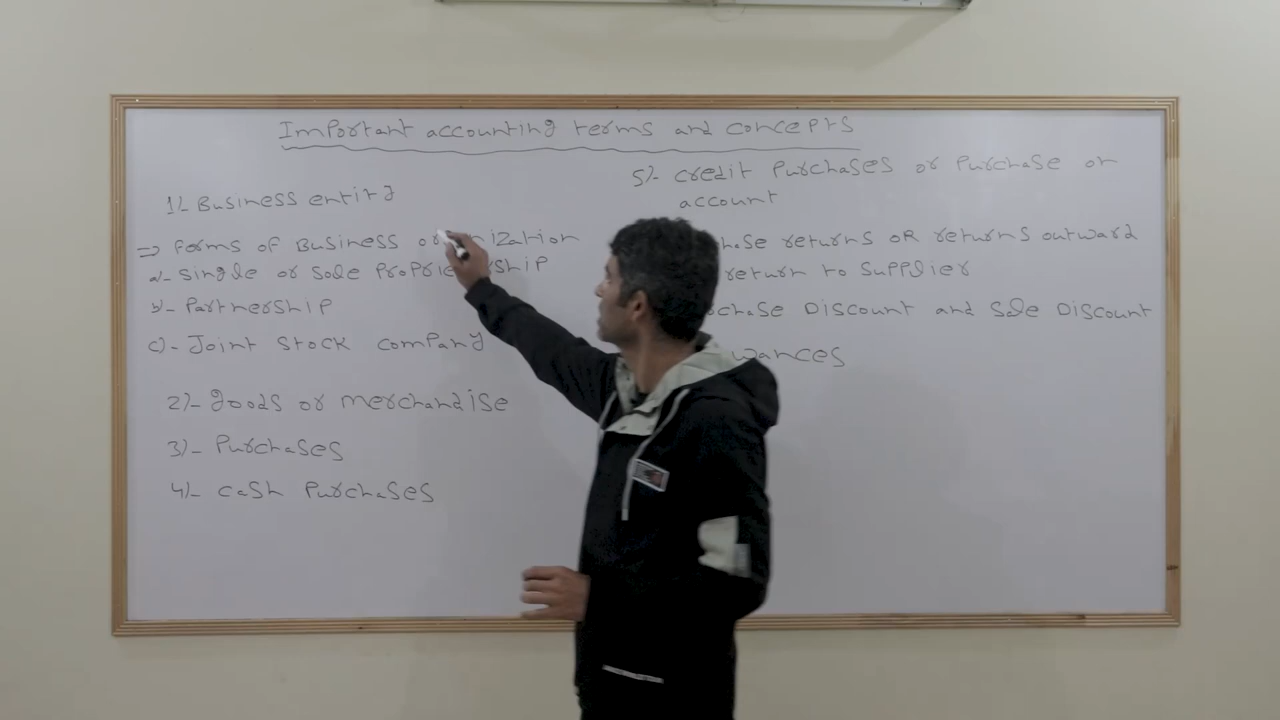 Important accounting terms and concepts
1)- Business entity
=> Forms of Business
a)- Single or Sole
b)- Partnership
c)- Joint Stock company
2)- goods or merchandise
3)- Purchases
4)- cash Purchases
5)- credit Purchases or Purchase on
account
returns OR returns outward
return to Supplier
Discount and Sale Discount